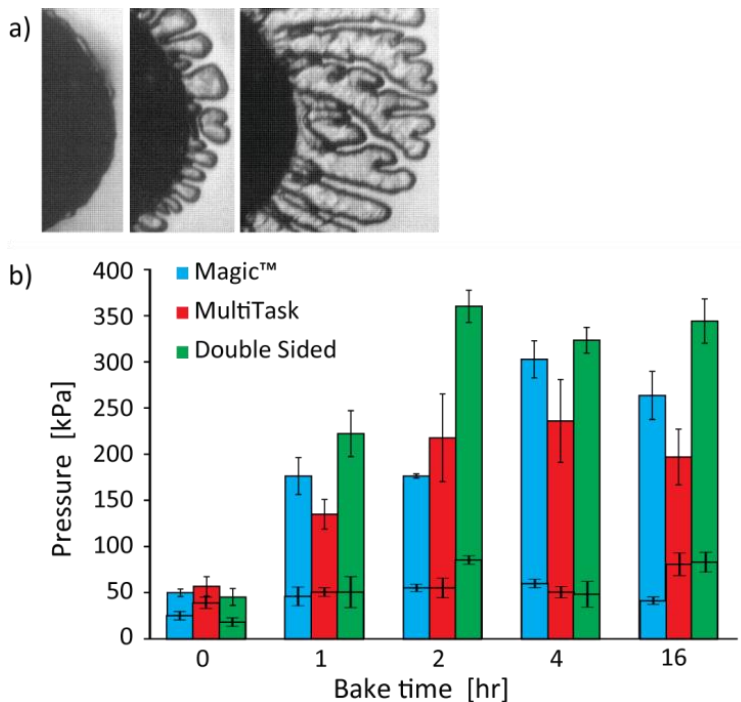 a)
b)
400
350
300
250
200
150
100
50
0
Pressure [kPa]
Magic™
MultiTask
Double Sided
0 1 2 4 16
Bake time [hr]